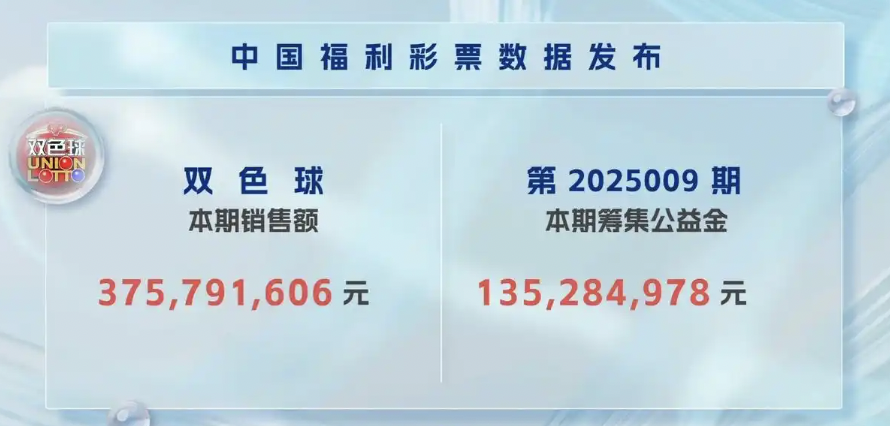 中国福利彩票数据发布
双色球
UNION
LOTTO
双色球
本期销售额
375,791,606 元
第 2025009 期
本期筹集公益金
135,284,978 元